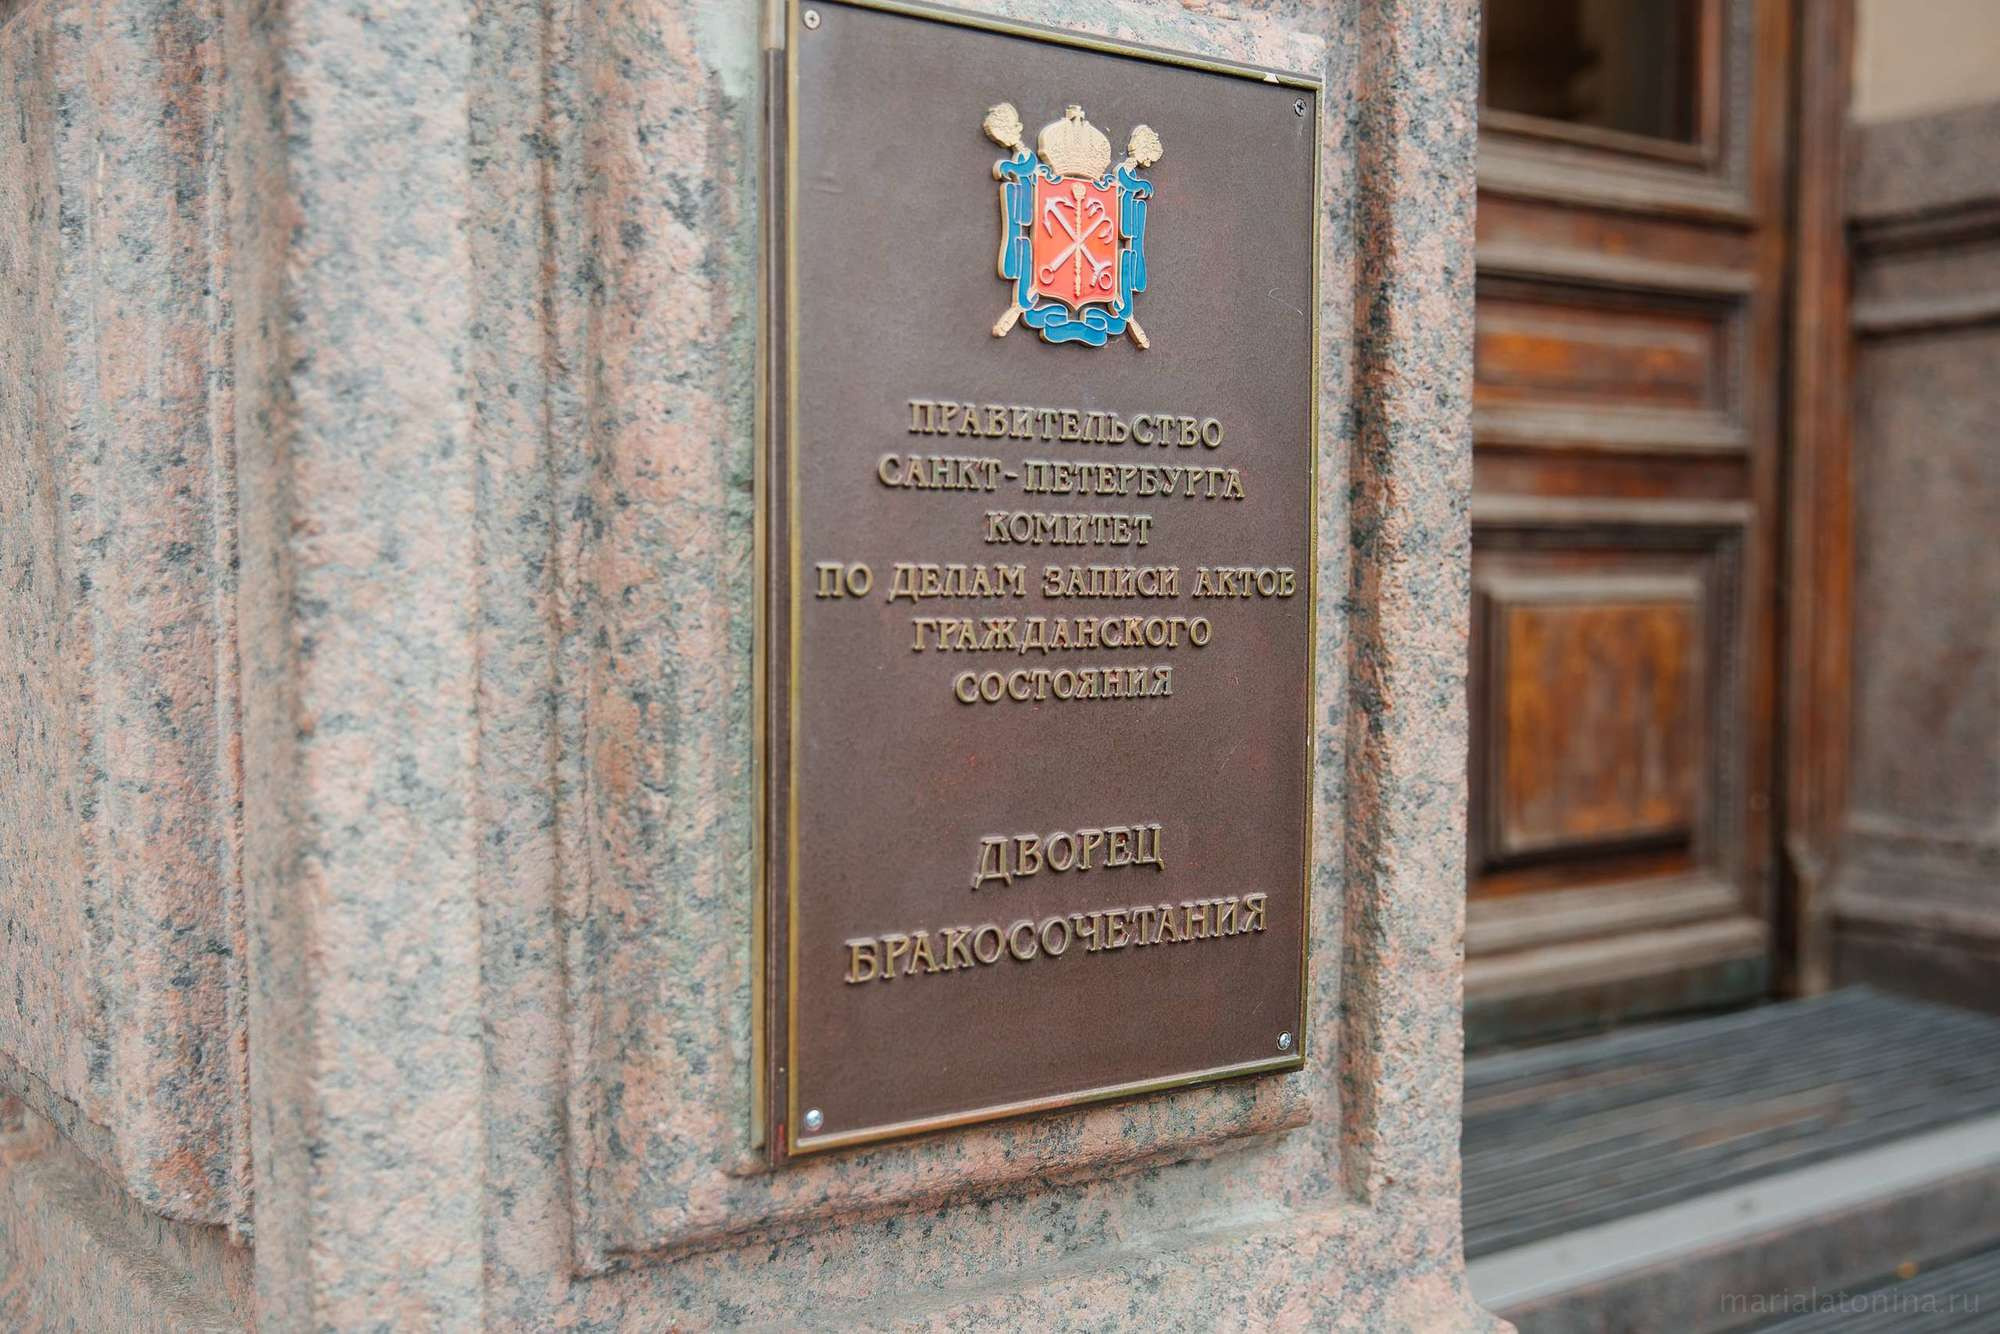 ПРАВИТЕЛЬСТВО
САНКТ-ПЕТЕРБУРГА
КОМИТЕТ
ПО ДЕЛАМ ЗАПИСИ АКТОВ
ГРАЖДАНСКОГО
СОСТОЯНИЯ
ДВОРЕЦ
БРАКОСОЧЕТАНИЯ
marialatonina.ru